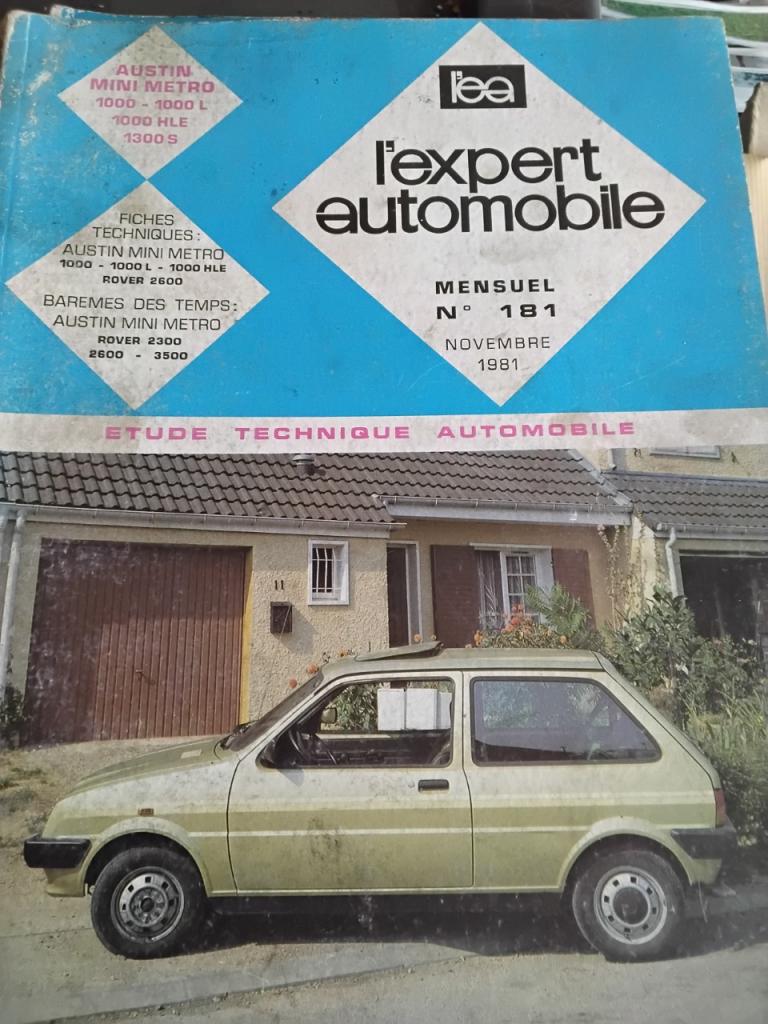 AUSTIN
MINI METRO
1000 - 1000 L
1000 HLE
1300 S
FICHES
TECHNIQUES :
AUSTIN MINI METRO
1000 - 1000 L - 1000 HLE
ROVER 2600
BAREMES DES TEMPS :
AUSTIN MINI METRO
ROVER 2300
2600 - 3500
l'ea
l'expert
automobile
MENSUEL
N° 181
NOVEMBRE
1981
ETUDE TECHNIQUE AUTOMOBILE
11